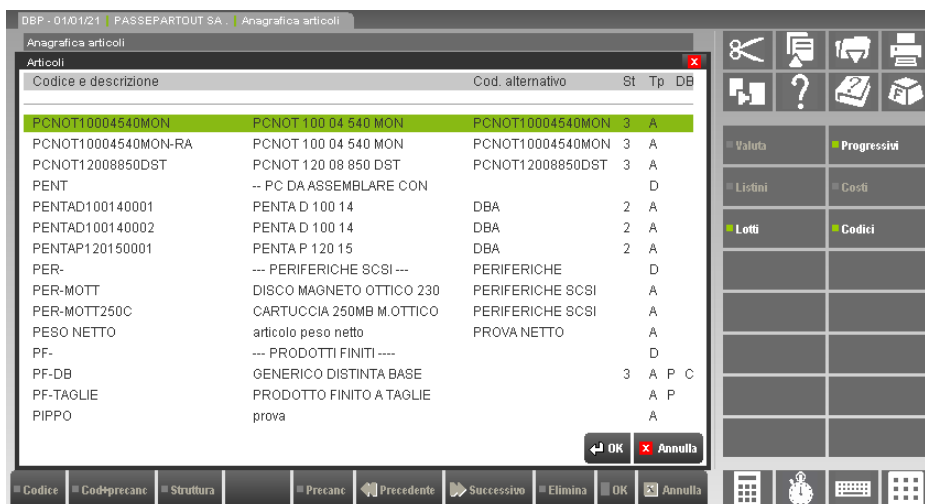 DBP - 01/01/21 PASSEPARTOUT SA . Anagrafica articoli
Anagrafica articoli
Articoli x
Codice e descrizione Cod. alternativo St Tp DB
PCNOT10004540MON PCNOT 100 04 540 MON PCNOT10004540MON 3 A
PCNOT10004540MON-RA PCNOT 100 04 540 MON PCNOT10004540MON 3 A
PCNOT12008850DST PCNOT 120 08 850 DST PCNOT12008850DST 3 A
PENT -- PC DA ASSEMBLARE CON D
PENTAD100140001 PENTA D 100 14 DBA 2 A
PENTAD100140002 PENTA D 100 14 DBA 2 A
PENTAP120150001 PENTA P 120 15 DBA 2 A
PER- --- PERIFERICHE SCSI --- PERIFERICHE D
PER-MOTT DISCO MAGNETO OTTICO 230 PERIFERICHE SCSI A
PER-MOTT250C CARTUCCIA 250MB M.OTTICO PERIFERICHE SCSI A
PESO NETTO articolo peso netto PROVA NETTO A
PF- --- PRODOTTI FINITI ---- D
PF-DB GENERICO DISTINTA BASE 3 A P C
PF-TAGLIE PRODOTTO FINITO A TAGLIE A P
PIPPO prova A
OK x Annulla
Codice Cod+precanc Struttura Precanc Precedente Successivo Elimina OK x Annulla
? ? F
Valuta Progressivi
Listini Costi
Lotti Codici